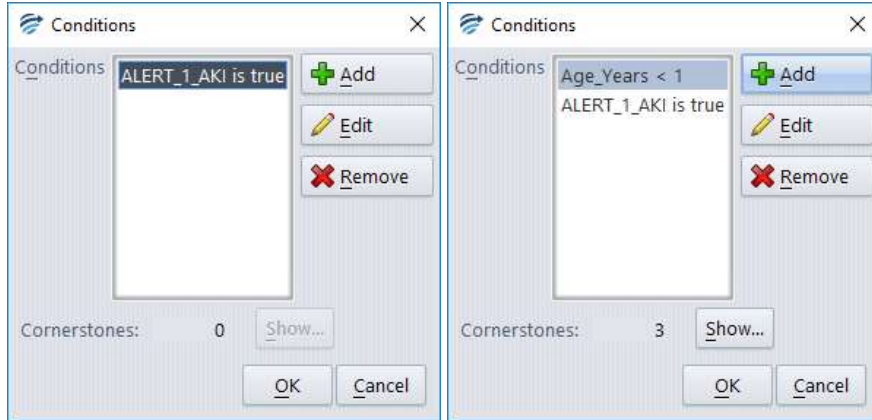 Conditions
Conditions
ALERT_1_AKI is true
Add
Edit
Remove
Cornerstones: 0 Show...
OK Cancel
Conditions
Conditions
Age_Years < 1
ALERT_1_AKI is true
Add
Edit
Remove
Cornerstones: 3 Show...
OK Cancel